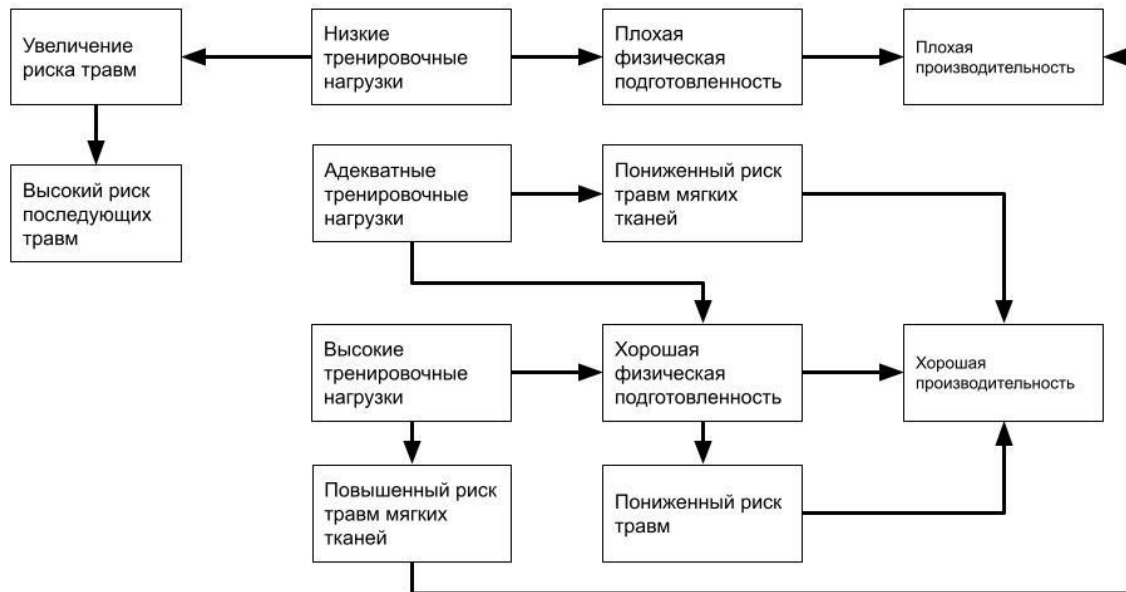 Увеличение
риска травм
Низкие
тренировочные
нагрузки
Плохая
физическая
подготовленность
Плохая
производительность
Высокий риск
последующих
травм
Адекватные
тренировочные
нагрузки
Пониженный риск
травм мягких
тканей
Высокие
тренировочные
нагрузки
Хорошая
физическая
подготовленность
Хорошая
производительность
Повышенный риск
травм мягких
тканей
Пониженный риск
травм